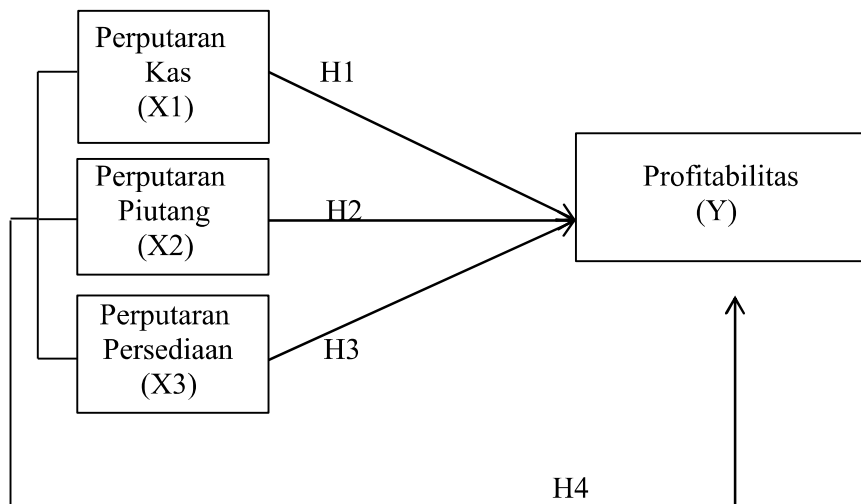 Perputaran
Kas
(X1)
H1
Perputaran
Piutang
(X2)
H2
Profitabilitas
(Y)
Perputaran
Persediaan
(X3)
H3
H4